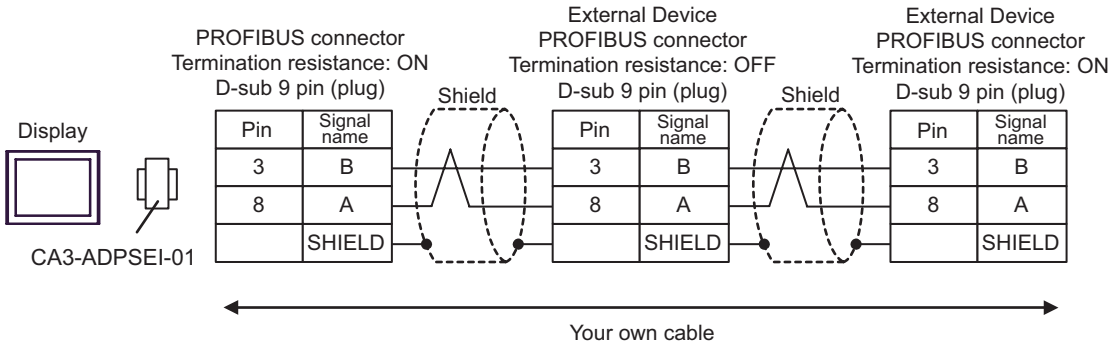 External Device
External Device
PROFIBUS connector
PROFIBUS connector
PROFIBUS connector
Termination resistance: ON
Termination resistance: OFF
Termination resistance: ON
D-sub 9 pin (plug)
Shield
D-sub 9 pin (plug)
Shield
D-sub 9 pin (plug)
Display
Pin
Signal
name
Pin
Signal
name
Pin
Signal
name
3
B
3
B
3
B
8
A
8
A
8
A
SHIELD
SHIELD
SHIELD
CA3-ADPSEI-01
Your own cable